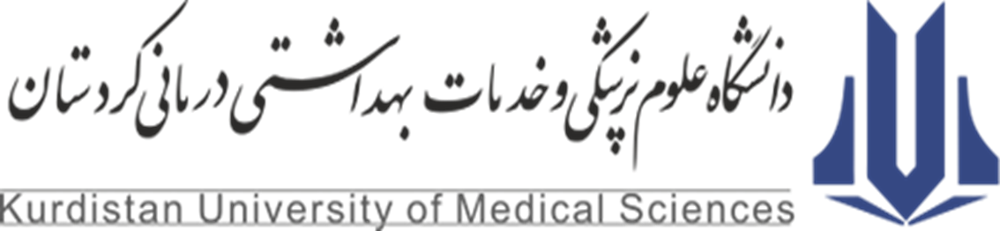 دانشگاه علوم پزشکی و خدمات بهداشتی درمانی کردستان
Kurdistan University of Medical Sciences